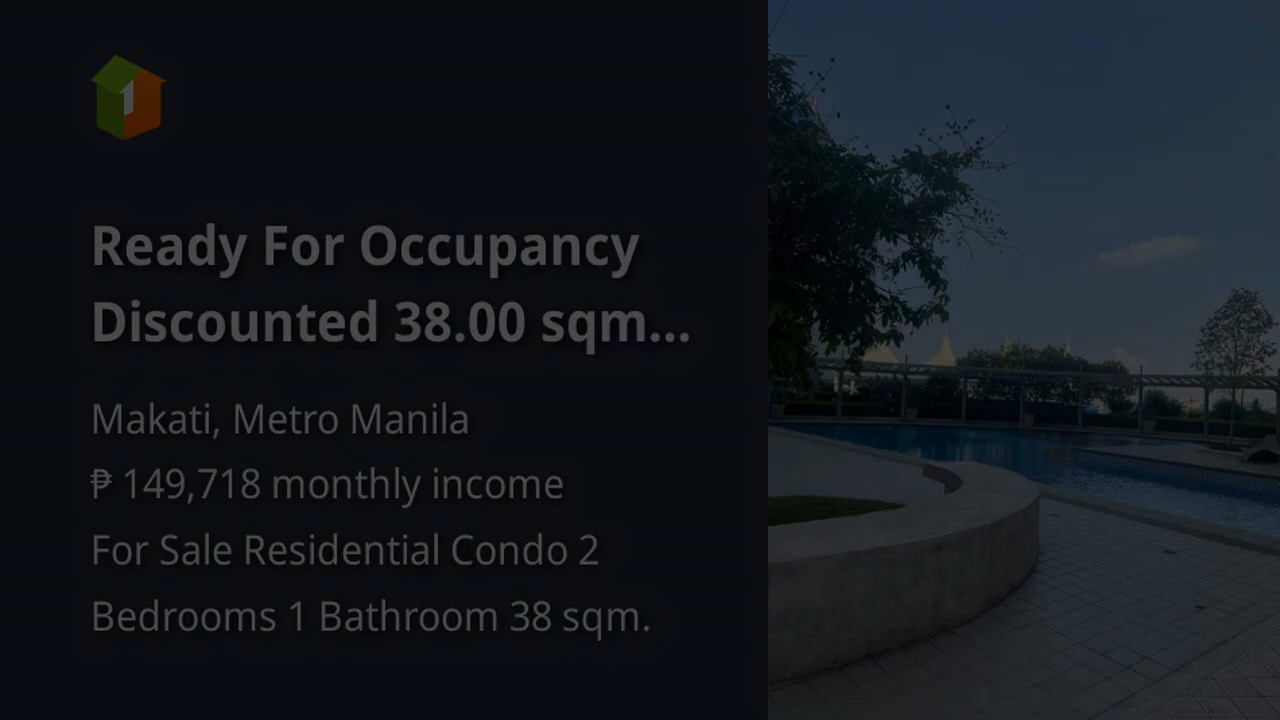 Ready For Occupancy
Discounted 38.00 sqm...
Makati, Metro Manila
₱ 149,718 monthly income
For Sale Residential Condo 2
Bedrooms 1 Bathroom 38 sqm.